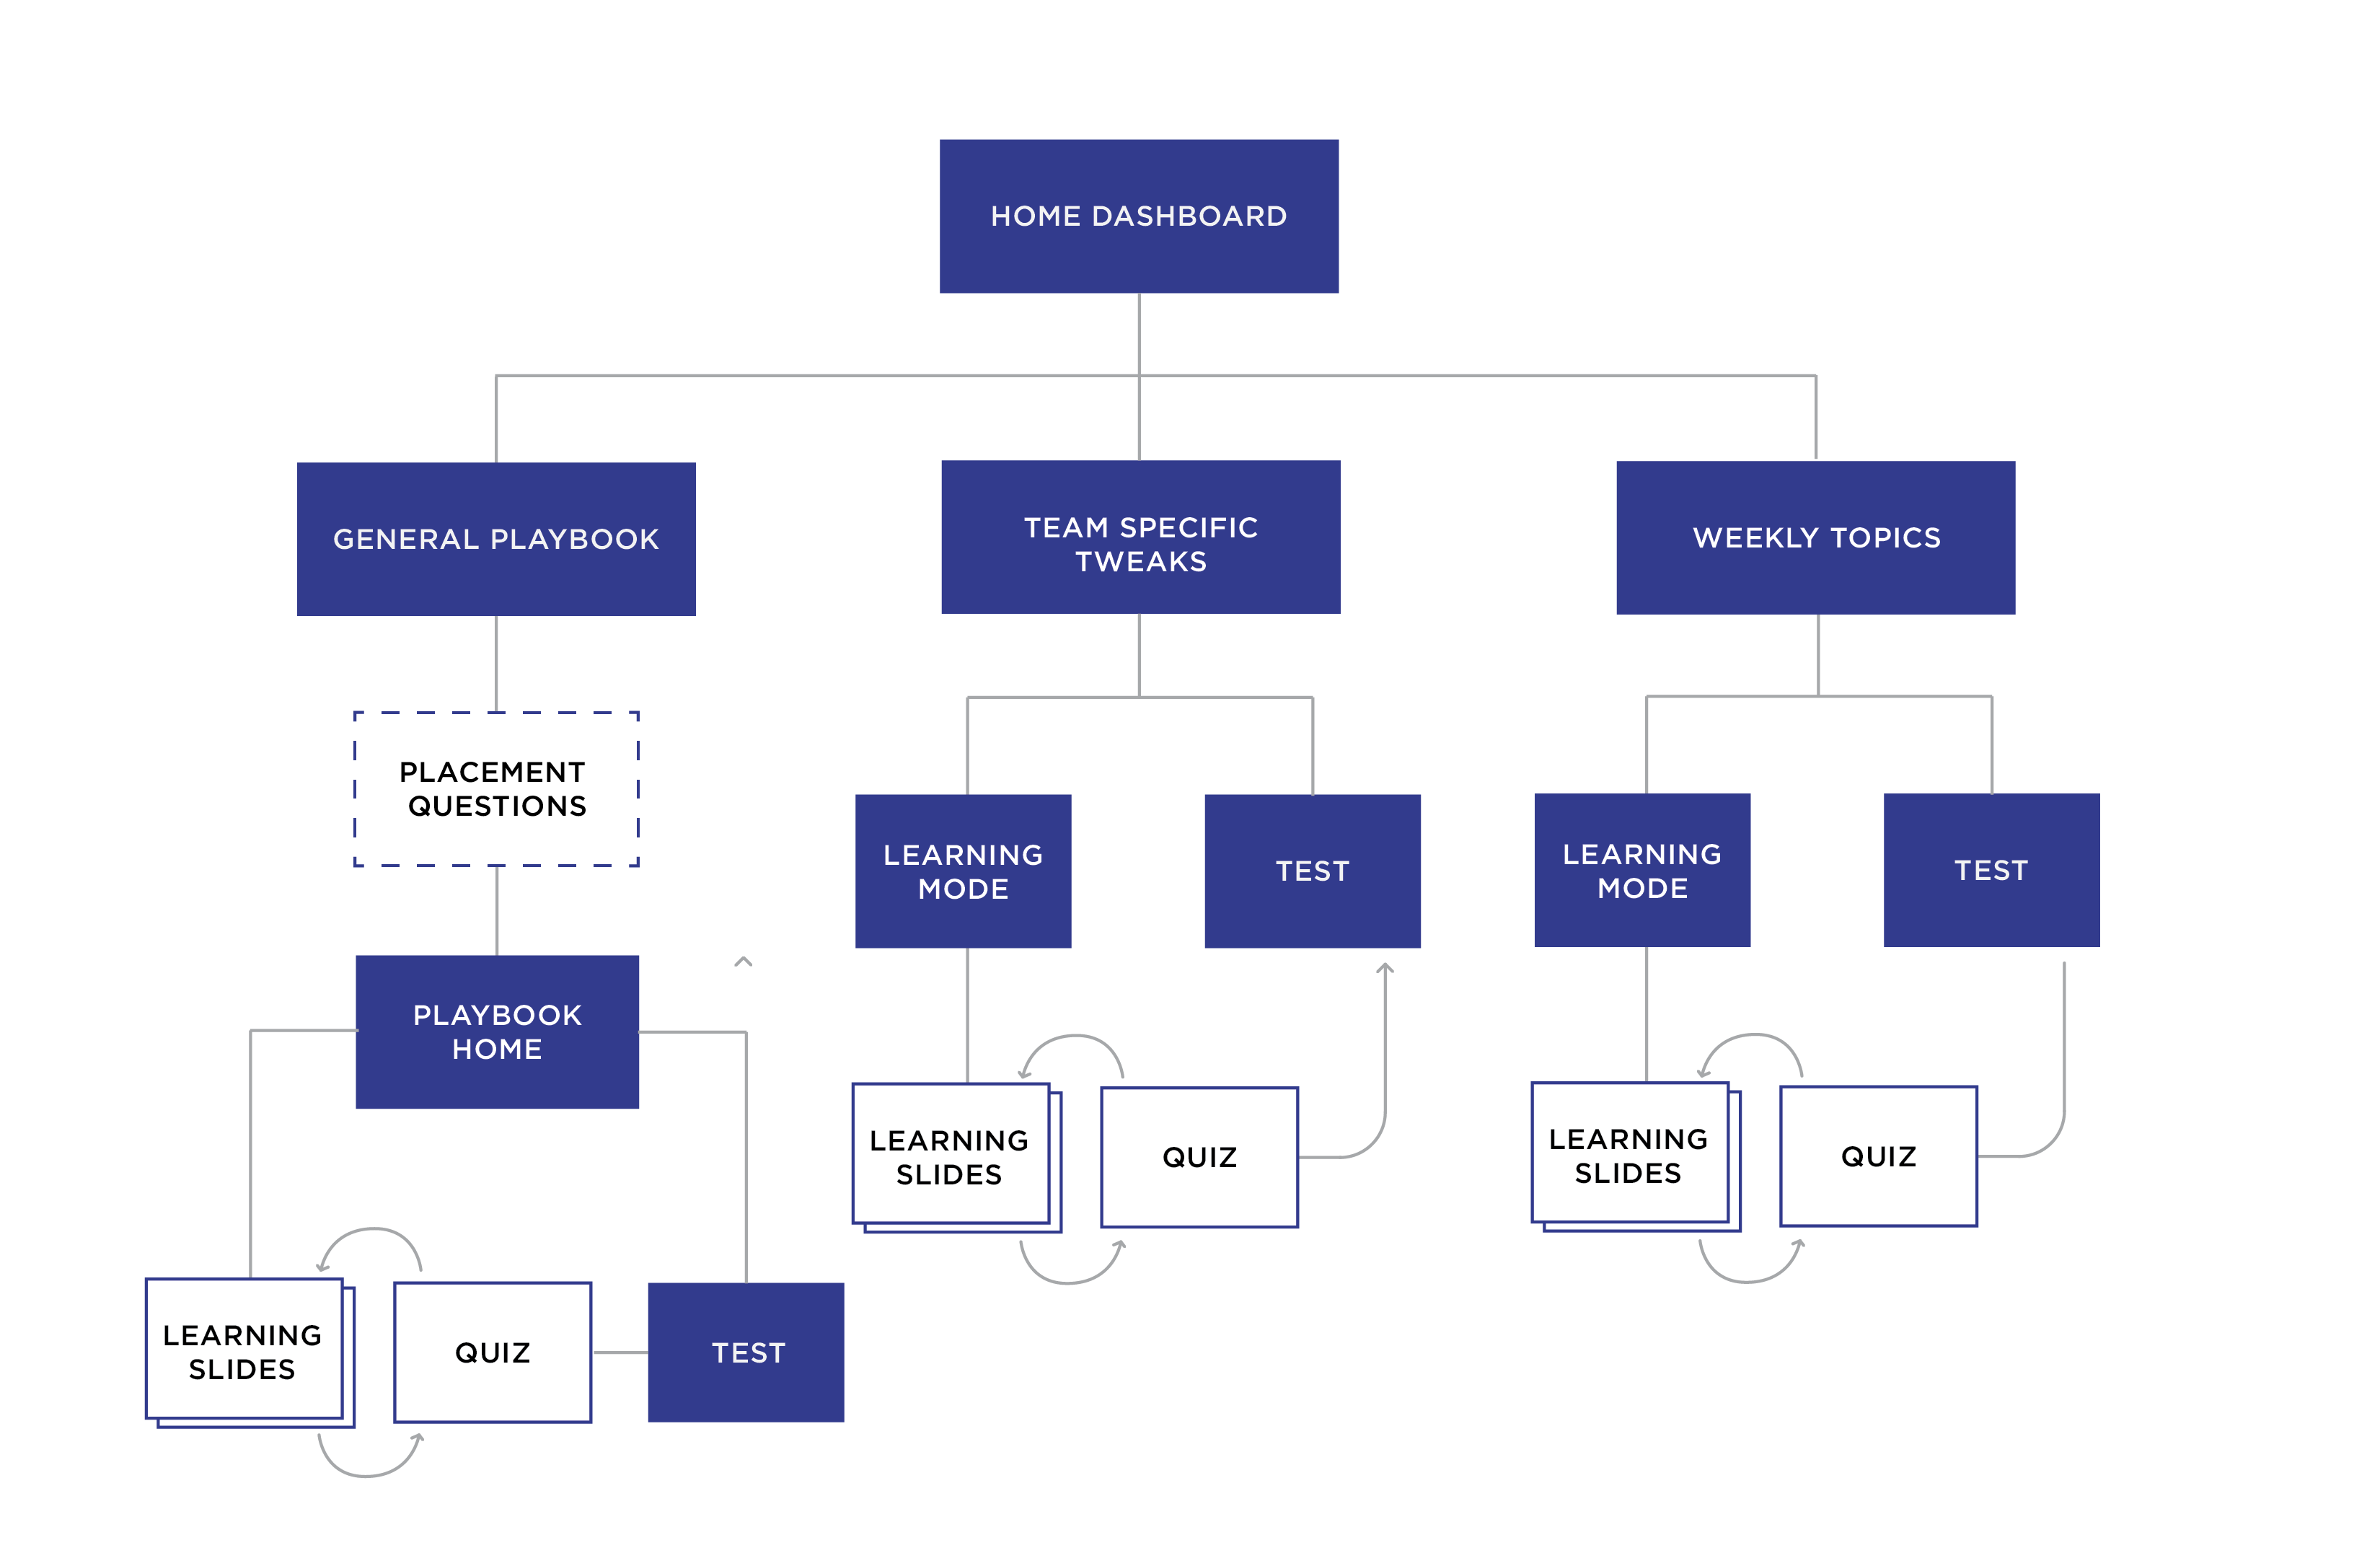 HOME DASHBOARD
GENERAL PLAYBOOK
TEAM SPECIFIC
TWEAKS
WEEKLY TOPICS
PLACEMENT
QUESTIONS
LEARNING
MODE
TEST
LEARNING
MODE
TEST
PLAYBOOK
HOME
LEARNING
SLIDES
QUIZ
LEARNING
SLIDES
QUIZ
LEARNING
SLIDES
QUIZ
TEST